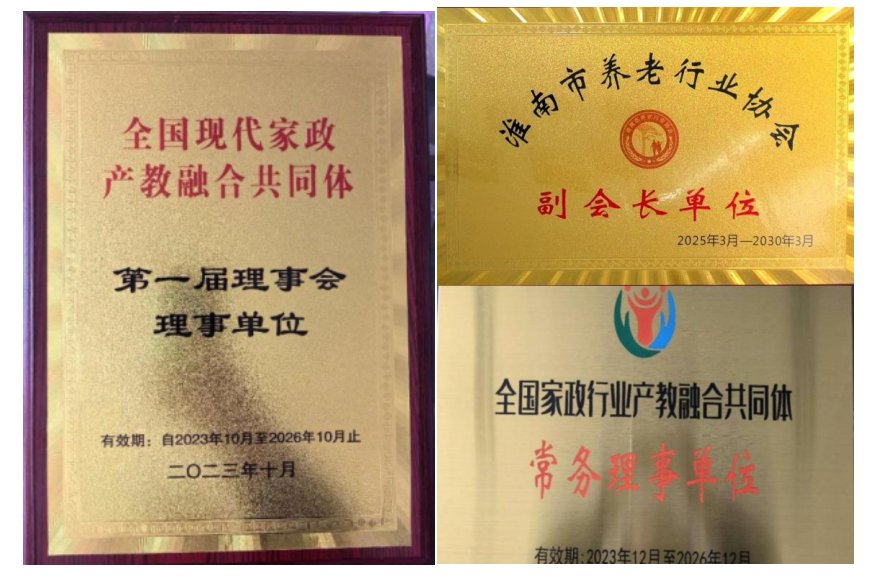 全国现代家政
产教融合共同体
第一届理事会
理事单位
有效期：自2023年10月至2026年10月止
二〇二三年十月
淮南市养老行业协会
副会长单位
2025年3月—2030年3月
全国家政行业产教融合共同体
常务理事单位
有效期:2023年12月至2026年12月